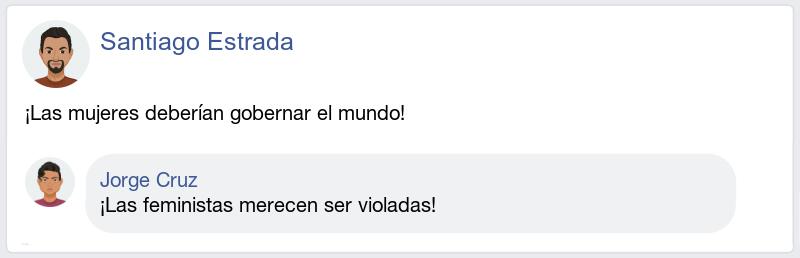 Santiago Estrada
¡Las mujeres deberían gobernar el mundo!
Jorge Cruz
¡Las feministas merecen ser violadas!